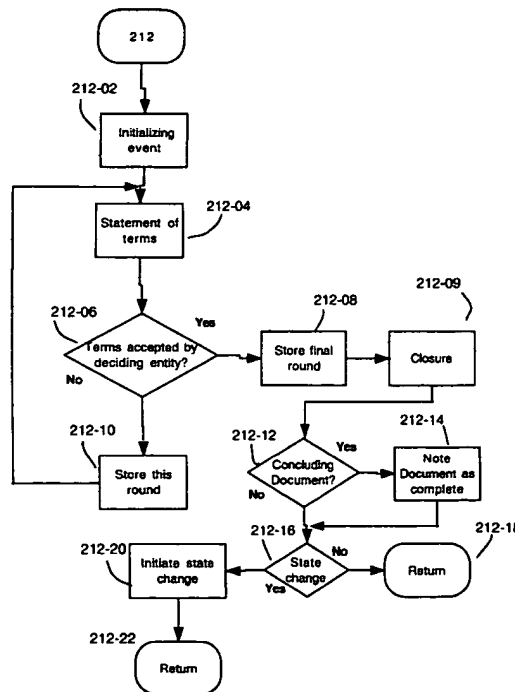 212
212-02
Initializing
event
212-04
Statement of
terms
212-06
Terms accepted by
deciding entity?
Yes
No
212-08
Store final
round
212-09
Closure
212-10
Store this
round
212-12
Concluding
Document?
Yes
No
212-14
Note
Document as
complete
212-16
State
change
No
Yes
212-18
Return
212-20
Initiate state
change
212-22
Return